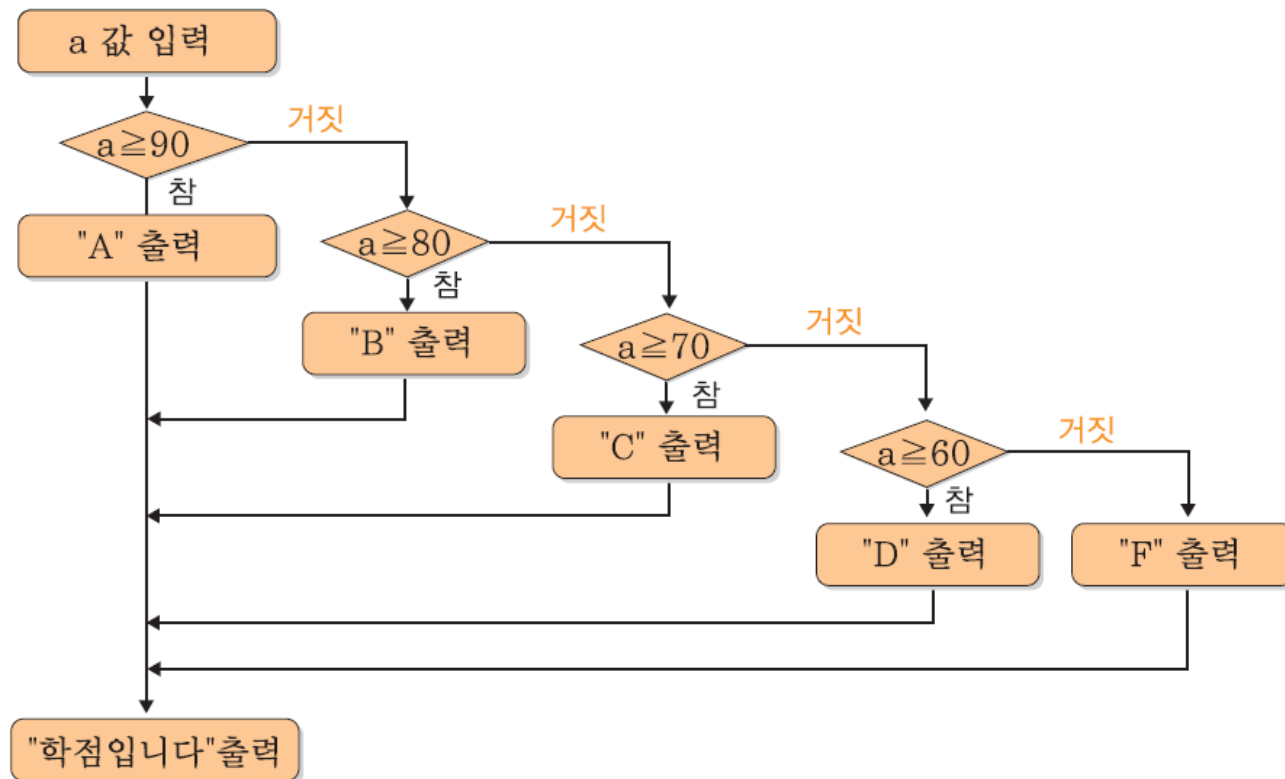 a 값 입력
a≧90
거짓
참
"A" 출력
a≧80
거짓
참
"B" 출력
a≧70
거짓
참
"C" 출력
a≧60
거짓
참
"D" 출력
"F" 출력
"학점입니다"출력